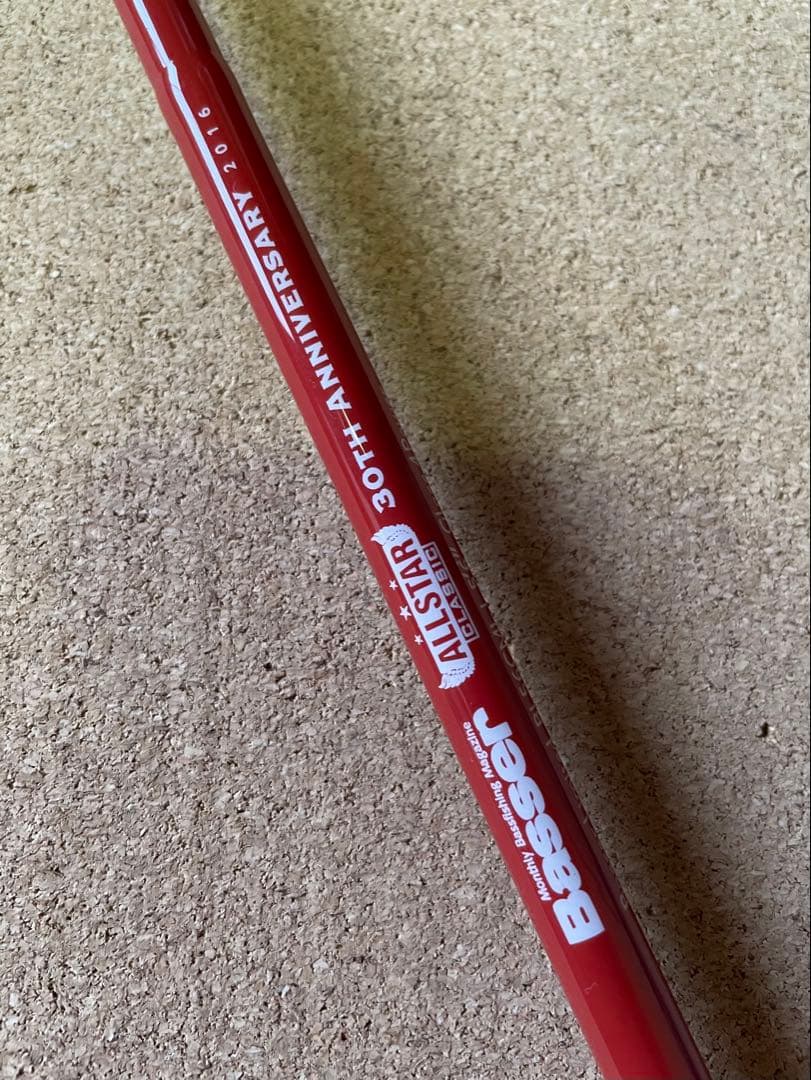 Basser
Monthly Bassfishing Magazine
ALLSTAR
CLASSIC
30TH ANNIVERSARY 2016